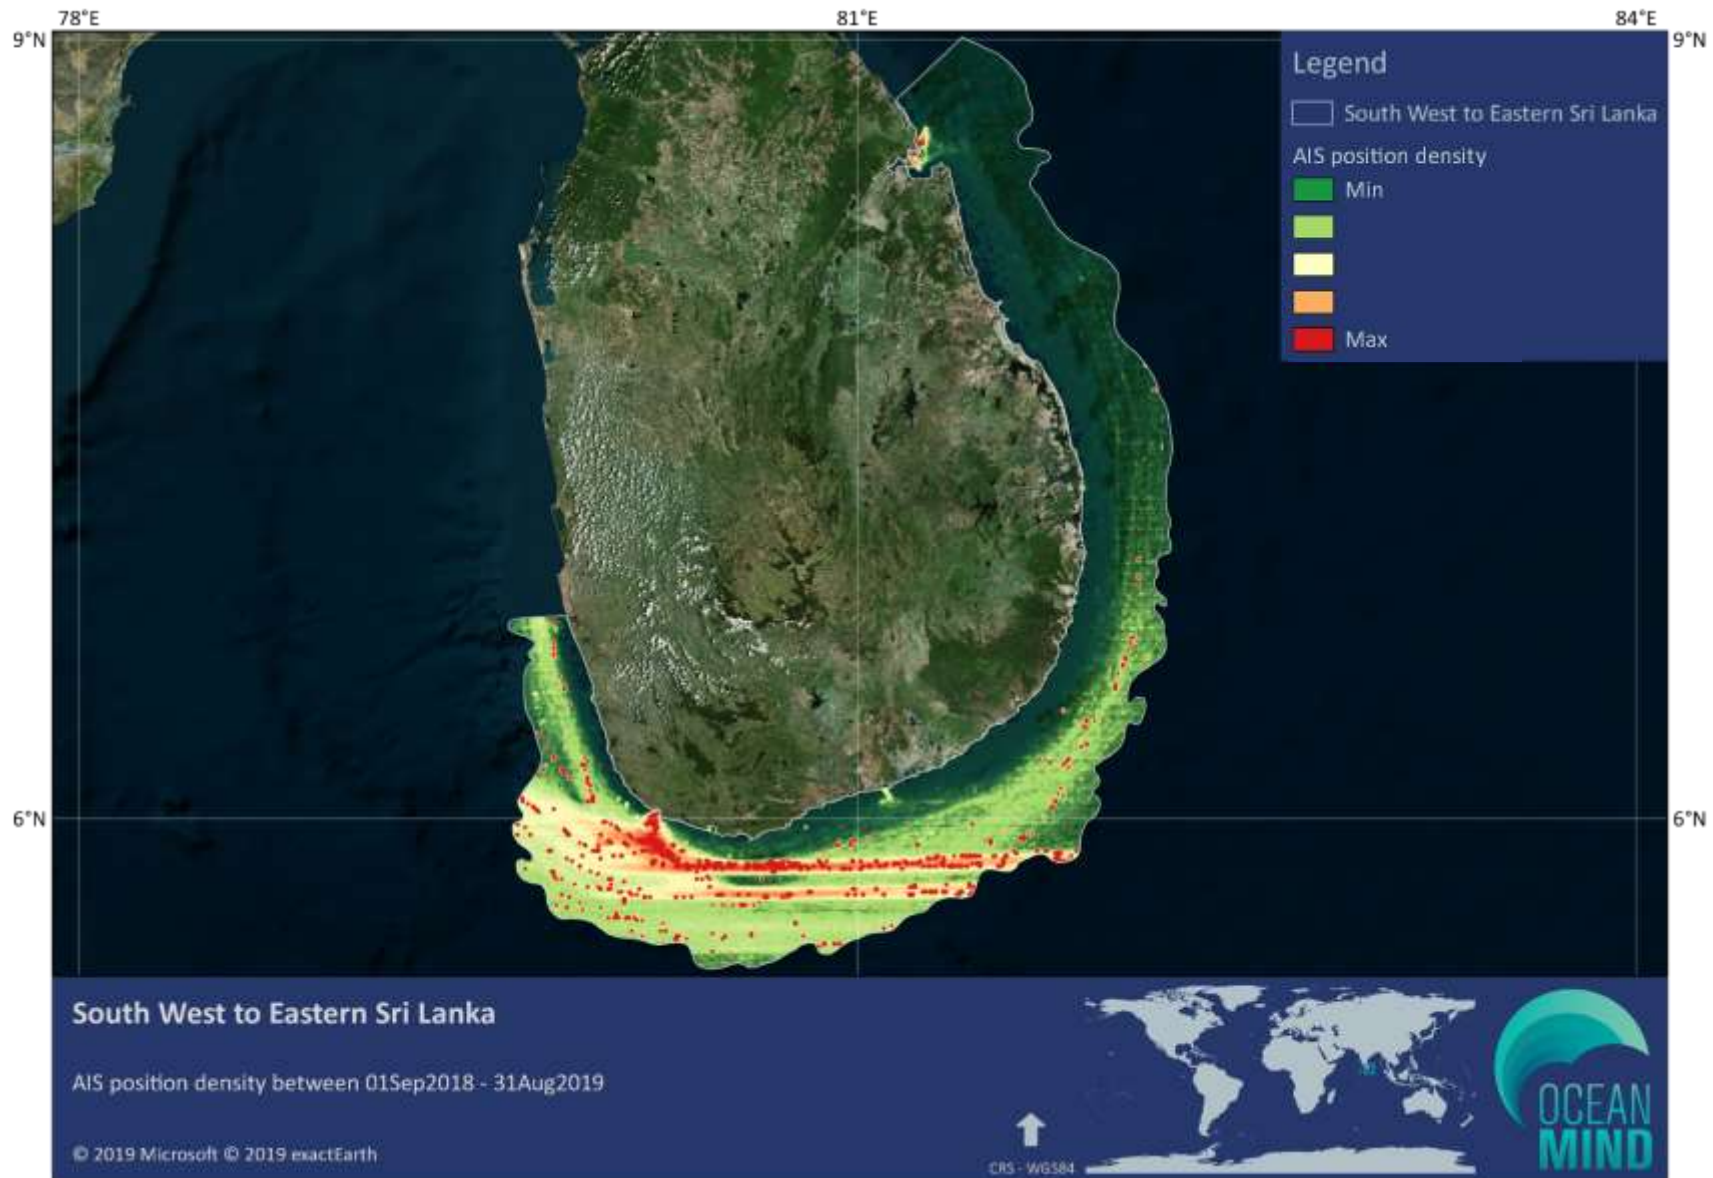 78°E 81°E 84°E
9°N 9°N
Legend
South West to Eastern Sri Lanka
AIS position density
Min
Max
6°N 6°N
South West to Eastern Sri Lanka
AIS position density between 01Sep2018 - 31Aug2019
© 2019 Microsoft © 2019 exactEarth
CRS - WGS84
OCEAN
MIND